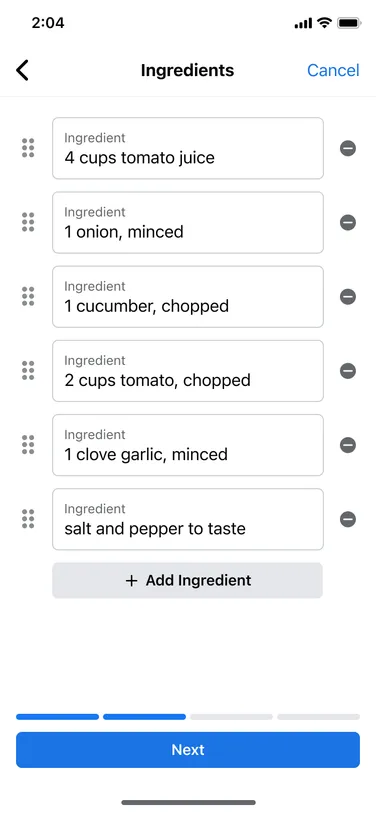 2:04
Ingredients
Cancel
Ingredient
4 cups tomato juice
Ingredient
1 onion, minced
Ingredient
1 cucumber, chopped
Ingredient
2 cups tomato, chopped
Ingredient
1 clove garlic, minced
Ingredient
salt and pepper to taste
+ Add Ingredient
Next